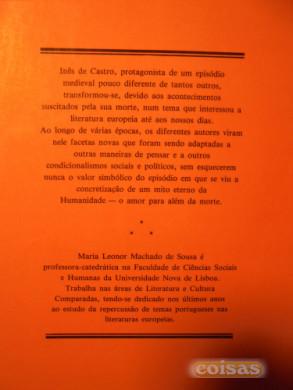 Inês de Castro, protagonista de um episódio
medieval pouco diferente de tantos outros,
transformou-se, devido aos acontecimentos
suscitados pela sua morte, num tema que interessou a
literatura europeia até aos nossos dias.
Ao longo de várias épocas, os diferentes autores viram
nele facetas novas que foram sendo adaptadas a
outras maneiras de pensar e a outros
condicionalismos sociais e políticos, sem esquecerem
nunca o valor simbólico do episódio em que se viu a
concretização de um mito eterno da
Humanidade — o amor para além da morte.
*
* *
Maria Leonor Machado de Sousa é
professora-catedrática na Faculdade de Ciências Sociais
e Humanas da Universidade Nova de Lisboa.
Trabalha nas áreas de Literatura e Cultura
Comparadas, tendo-se dedicado nos últimos anos
ao estudo da repercussão de temas portugueses nas
literaturas europeias.
coisas